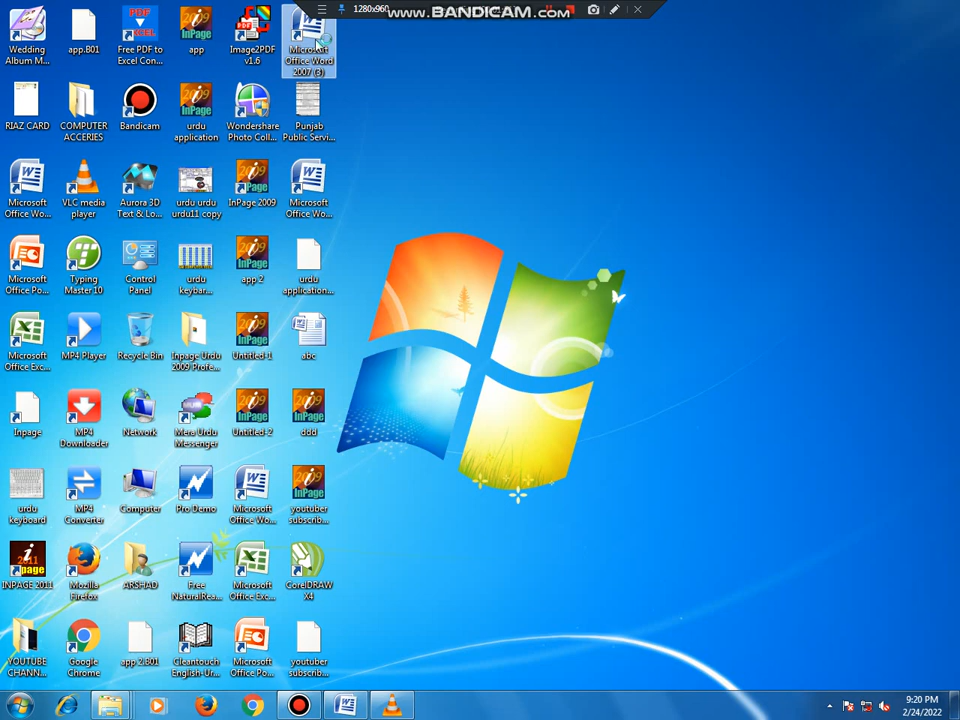 1280x960
www.BANDICAM.com
Wedding
Album M...
app.B01
Free PDF to
Excel Con...
app
Image2PDF
v1.6
Microsoft
Office Word
2007 (3)
RIAZ CARD
COMPUTER
ACCERIES
Bandicam
urdu
application
Wondershare
Photo Coll...
Punjab
Public Servi...
Microsoft
Office Wo...
VLC media
player
Aurora 3D
Text & Lo...
urdu urdu
urdu11 copy
InPage 2009
Microsoft
Office Wo...
Microsoft
Office Po...
Typing
Master 10
Control
Panel
urdu
keybar...
app 2
urdu
application...
Microsoft
Office Exc...
MP4 Player
Recycle Bin
Inpage Urdu
2009 Profe...
Untitled-1
abc
Inpage
MP4
Downloader
Network
Mera Urdu
Messenger
Untitled-2
ddd
urdu
keyboard
MP4
Converter
Computer
Pro Demo
Microsoft
Office Wo...
youtuber
subscrib...
INPAGE 2011
Mozilla
Firefox
ARSHAD
Free
NaturalRea...
Microsoft
Office Exc...
CorelDRAW
X4
YOUTUBE
CHANN...
Google
Chrome
app 2.B01
Cleantouch
English-Ur...
Microsoft
Office Po...
youtuber
subscrib...
9:20 PM
2/24/2022